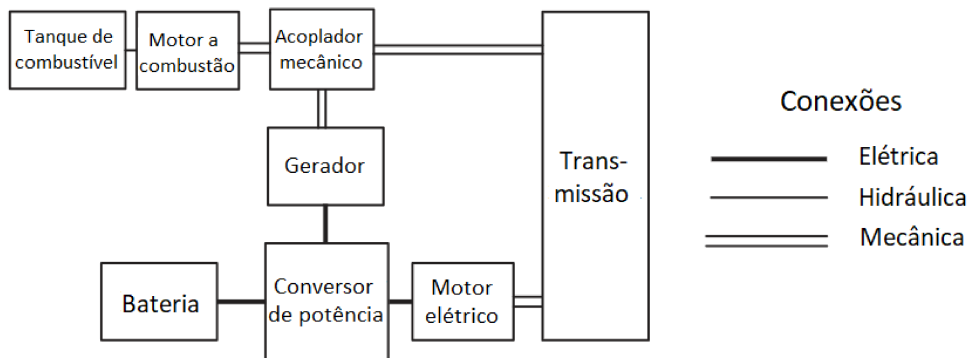 Tanque de
combustível
Motor a
combustão
Acoplador
mecânico
Gerador
Trans-
missão
Bateria
Conversor
de potência
Motor
elétrico
Conexões
Elétrica
Hidráulica
Mecânica